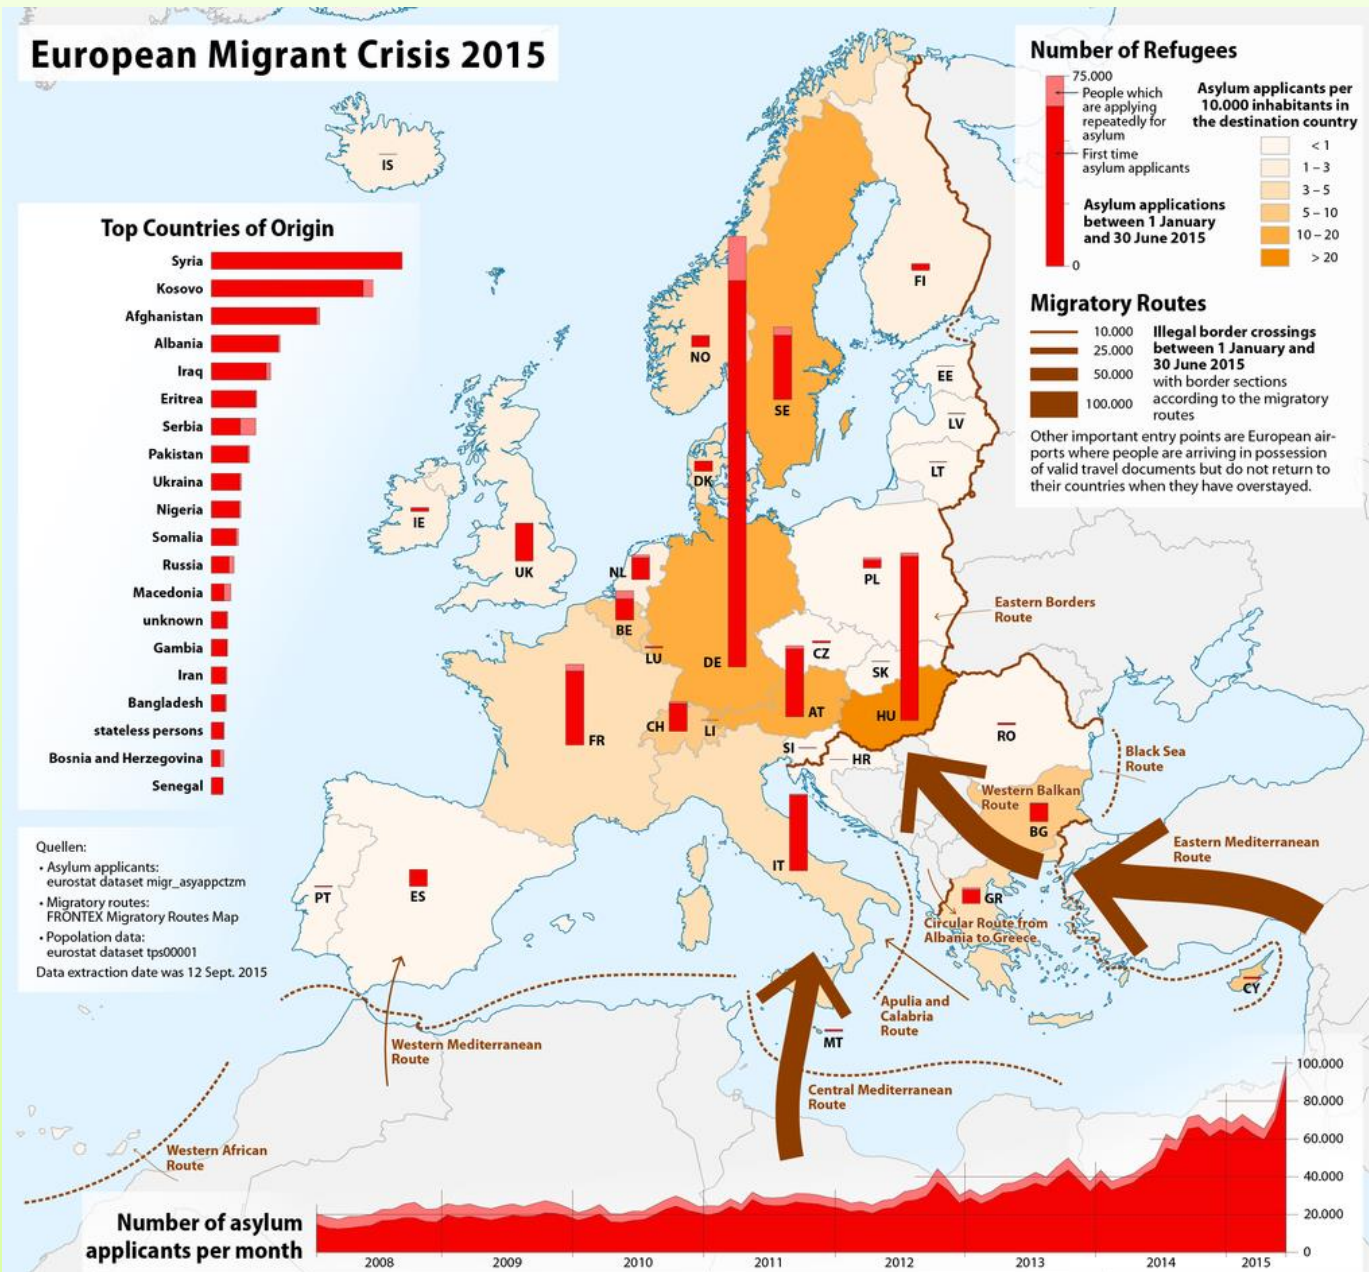 European Migrant Crisis 2015
Number of Refugees
75.000
People which
are applying
repeatedly for
asylum
First time
asylum applicants
Asylum applications
between 1 January
and 30 June 2015
0
Asylum applicants per
10.000 inhabitants in
the destination country
< 1
1 – 3
3 – 5
5 – 10
10 – 20
> 20
Migratory Routes
10.000
25.000
50.000
100.000
Illegal border crossings
between 1 January and
30 June 2015
with border sections
according to the migratory
routes
Other important entry points are European air-
ports where people are arriving in possession
of valid travel documents but do not return to
their countries when they have overstayed.
Top Countries of Origin
Syria
Kosovo
Afghanistan
Albania
Iraq
Eritrea
Serbia
Pakistan
Ukraina
Nigeria
Somalia
Russia
Macedonia
unknown
Gambia
Iran
Bangladesh
stateless persons
Bosnia and Herzegovina
Senegal
Quellen:
• Asylum applicants:
eurostat dataset migr_asyappctzm
• Migratory routes:
FRONTEX Migratory Routes Map
• Popolation data:
eurostat dataset tps00001
Data extraction date was 12 Sept. 2015
IS
FI
NO
SE
EE
LV
LT
DK
IE
UK
NL
BE
LU
DE
PL
CZ
SK
AT
HU
CH
LI
FR
SI
HR
RO
BG
IT
GR
PT
ES
MT
CY
Eastern Borders
Route
Black Sea
Route
Western Balkan
Route
Eastern Mediterranean
Route
Circular Route from
Albania to Greece
Apulia and
Calabria
Route
Western Mediterranean
Route
Central Mediterranean
Route
Western African
Route
Number of asylum
applicants per month
100.000
80.000
60.000
40.000
20.000
0
2008
2009
2010
2011
2012
2013
2014
2015